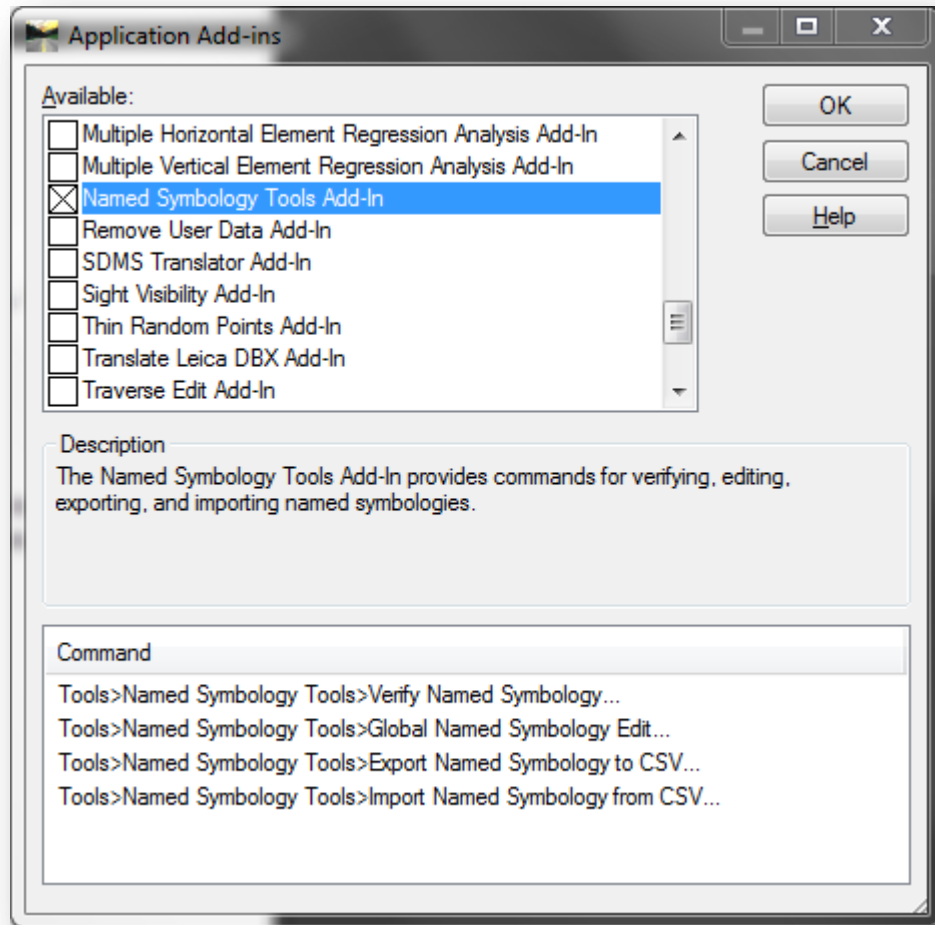 Application Add-ins
Available:
Multiple Horizontal Element Regression Analysis Add-In
Multiple Vertical Element Regression Analysis Add-In
Named Symbology Tools Add-In
Remove User Data Add-In
SDMS Translator Add-In
Sight Visibility Add-In
Thin Random Points Add-In
Translate Leica DBX Add-In
Traverse Edit Add-In
OK
Cancel
Help
Description
The Named Symbology Tools Add-In provides commands for verifying, editing,
exporting, and importing named symbologies.
Command
Tools>Named Symbology Tools>Verify Named Symbology...
Tools>Named Symbology Tools>Global Named Symbology Edit...
Tools>Named Symbology Tools>Export Named Symbology to CSV...
Tools>Named Symbology Tools>Import Named Symbology from CSV...